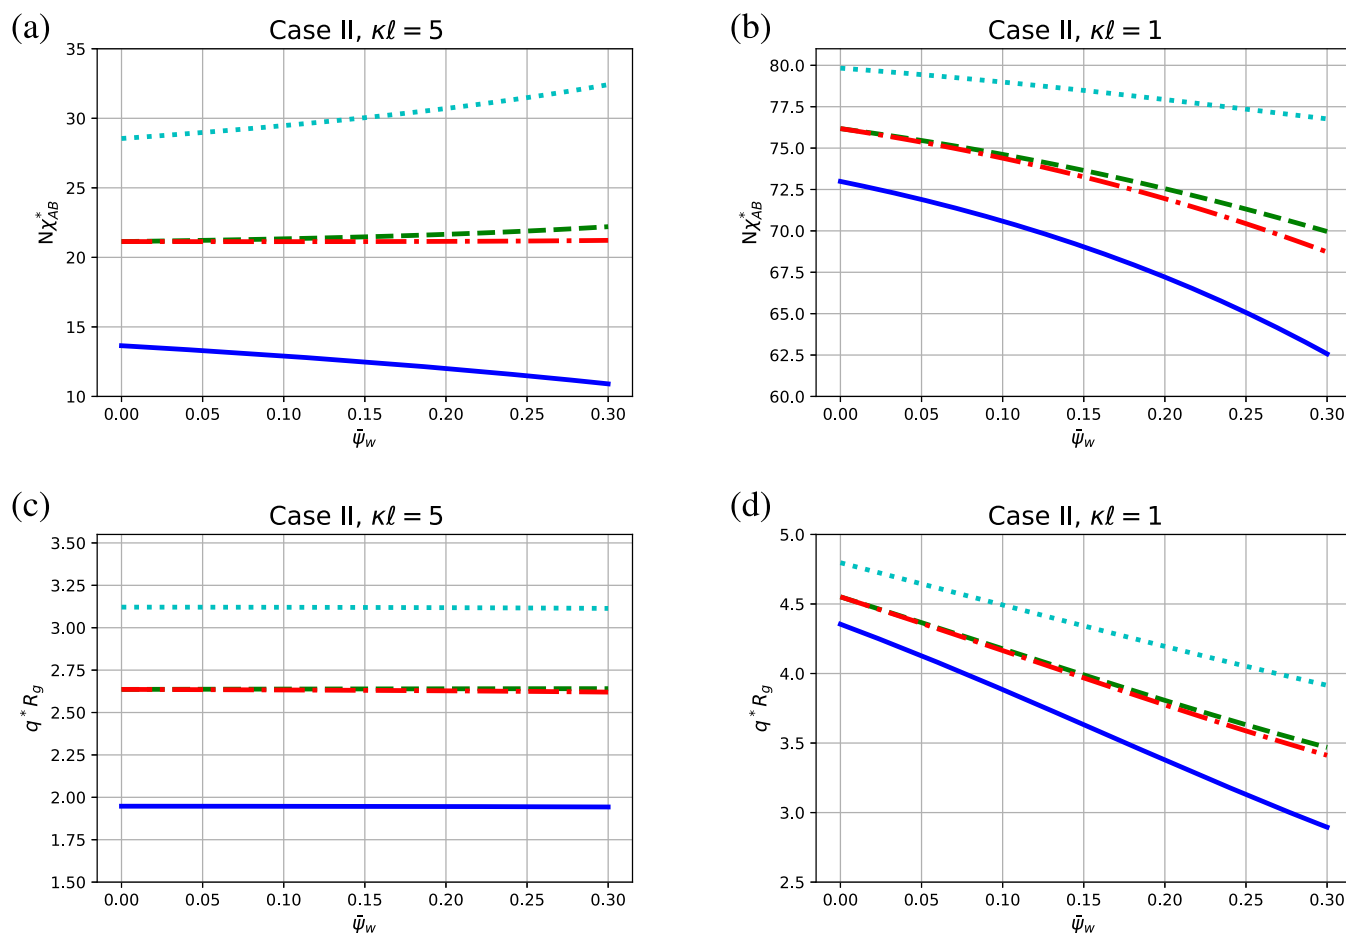 (a)
Case II, κℓ = 5
35
30
25
20
15
10
Nχ*AB
0.00 0.05 0.10 0.15 0.20 0.25 0.30
ψ̄w
(b)
Case II, κℓ = 1
80.0
77.5
75.0
72.5
70.0
67.5
65.0
62.5
60.0
Nχ*AB
0.00 0.05 0.10 0.15 0.20 0.25 0.30
ψ̄w
(c)
Case II, κℓ = 5
3.50
3.25
3.00
2.75
2.50
2.25
2.00
1.75
1.50
q* Rg
0.00 0.05 0.10 0.15 0.20 0.25 0.30
ψ̄w
(d)
Case II, κℓ = 1
5.0
4.5
4.0
3.5
3.0
2.5
q* Rg
0.00 0.05 0.10 0.15 0.20 0.25 0.30
ψ̄w